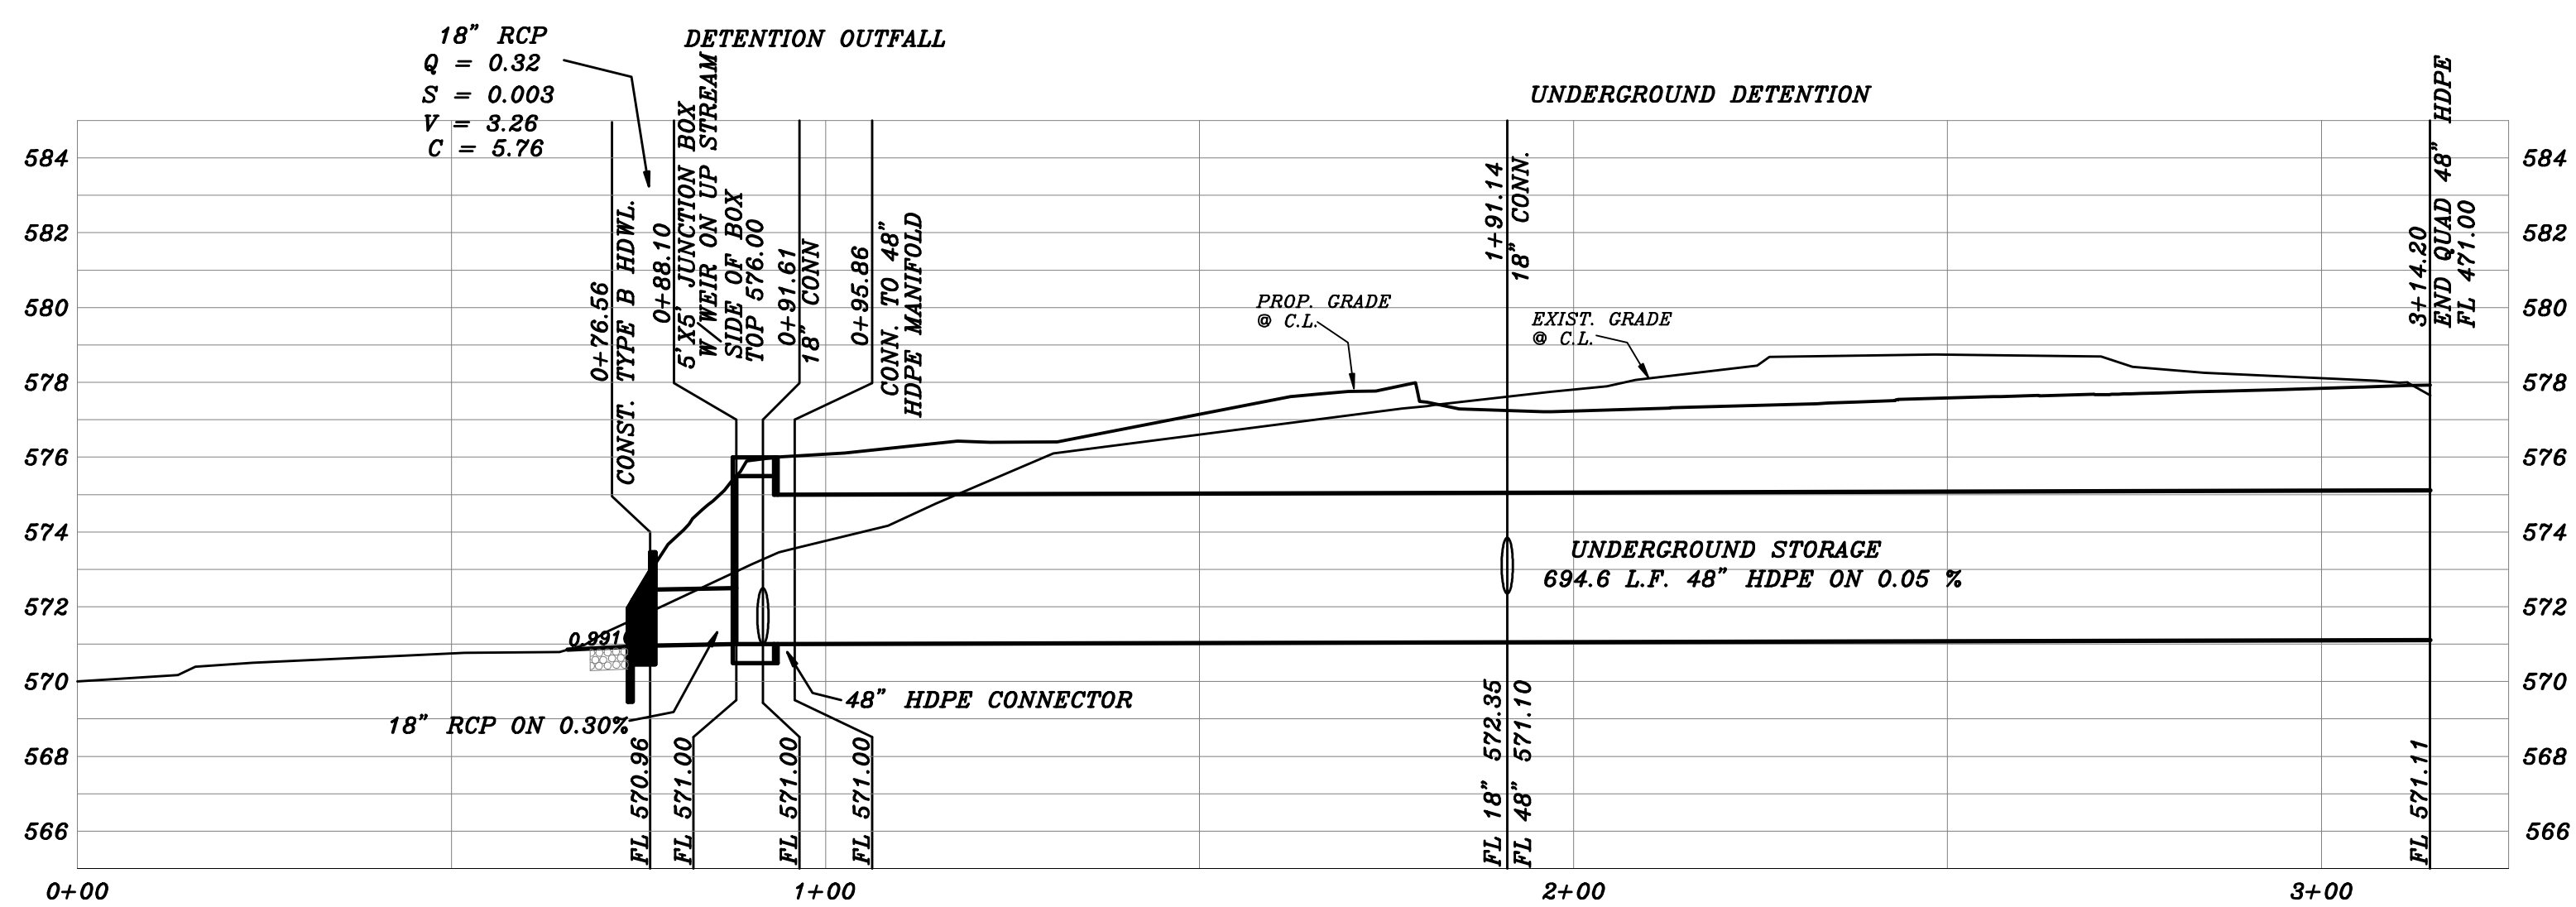 18" RCP
Q = 0.32
S = 0.003
V = 3.26
C = 5.76
DETENTION OUTFALL
UNDERGROUND DETENTION
0+76.56
CONST. TYPE B HDWL.
0+88.10
5'X5' JUNCTION BOX
W/WEIR ON UP STREAM
SIDE OF BOX
TOP 576.00
0+91.61
18" CONN
0+95.86
CONN. TO 48"
HDPE MANIFOLD
1+91.14
18" CONN.
3+14.20
END QUAD 48" HDPE
FL 471.00
584
582
580
578
576
574
572
570
568
566
584
582
580
578
576
574
572
570
568
566
PROP. GRADE
@ C.L.
EXIST. GRADE
@ C.L.
UNDERGROUND STORAGE
694.6 L.F. 48" HDPE ON 0.05 %
48" HDPE CONNECTOR
18" RCP ON 0.30%
FL 570.96
FL 571.00
FL 571.00
FL 571.00
FL 18" 572.35
FL 48" 571.10
FL 571.11
0+00
1+00
2+00
3+00